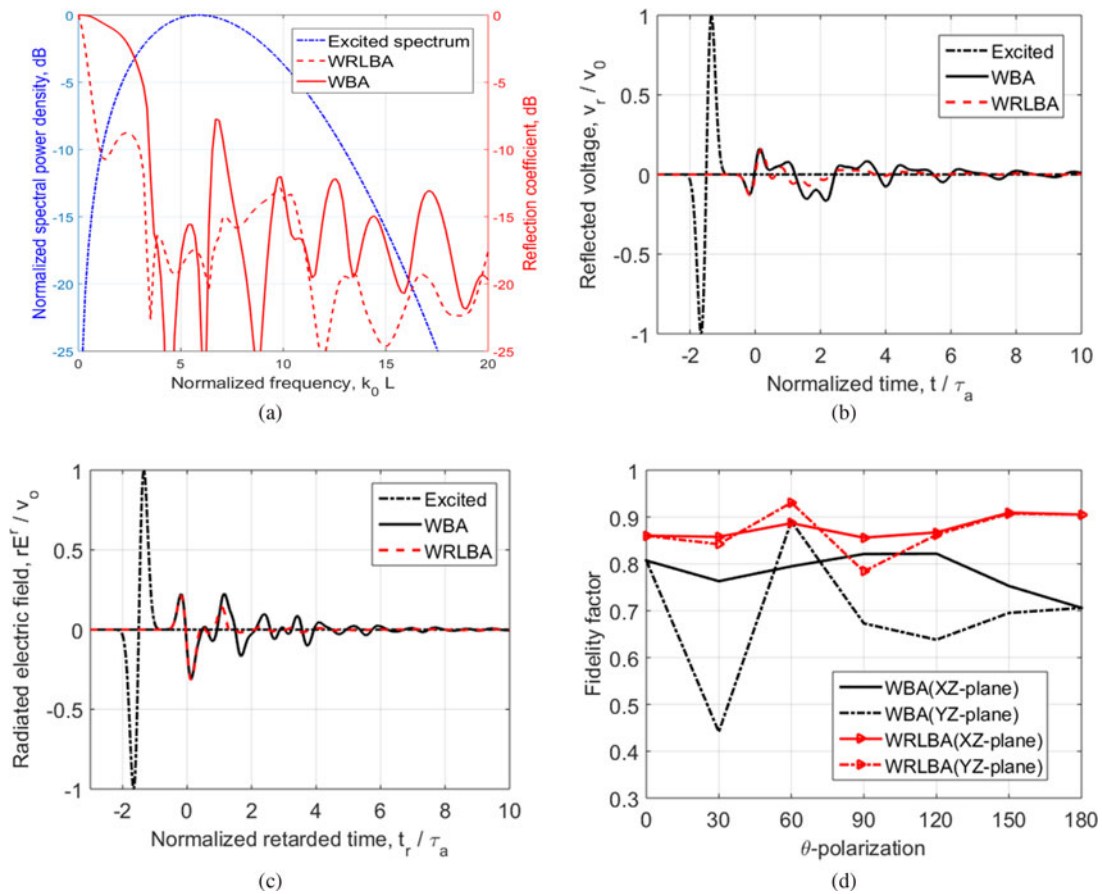 0
-5
-10
-15
-20
-25
Normalized spectral power density, dB
Excited spectrum
WRLBA
WBA
0
-5
-10
-15
-20
-25
Reflection coefficient, dB
0 5 10 15 20
Normalized frequency, k0 L
(a)
1
0.5
0
-0.5
-1
Reflected voltage, vr / v0
Excited
WBA
WRLBA
-2 0 2 4 6 8 10
Normalized time, t / τa
(b)
1
0.5
0
-0.5
-1
Radiated electric field, rE^r / vo
Excited
WBA
WRLBA
-2 0 2 4 6 8 10
Normalized retarded time, tr / τa
(c)
1
0.9
0.8
0.7
0.6
0.5
0.4
0.3
Fidelity factor
WBA(XZ-plane)
WBA(YZ-plane)
WRLBA(XZ-plane)
WRLBA(YZ-plane)
0 30 60 90 120 150 180
θ-polarization
(d)